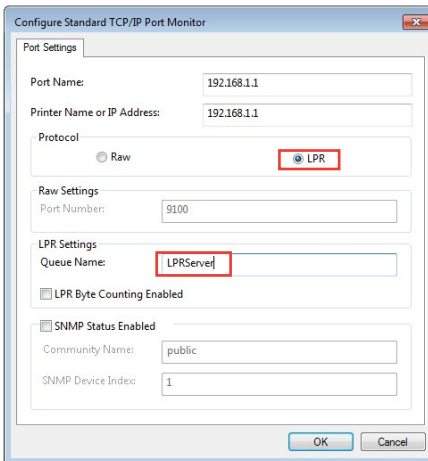 Configure Standard TCP/IP Port Monitor
Port Settings
Port Name: 192.168.1.1
Printer Name or IP Address: 192.168.1.1
Protocol
Raw LPR
Raw Settings
Port Number: 9100
LPR Settings
Queue Name: LPRServer
LPR Byte Counting Enabled
SNMP Status Enabled
Community Name: public
SNMP Device Index: 1
OK Cancel